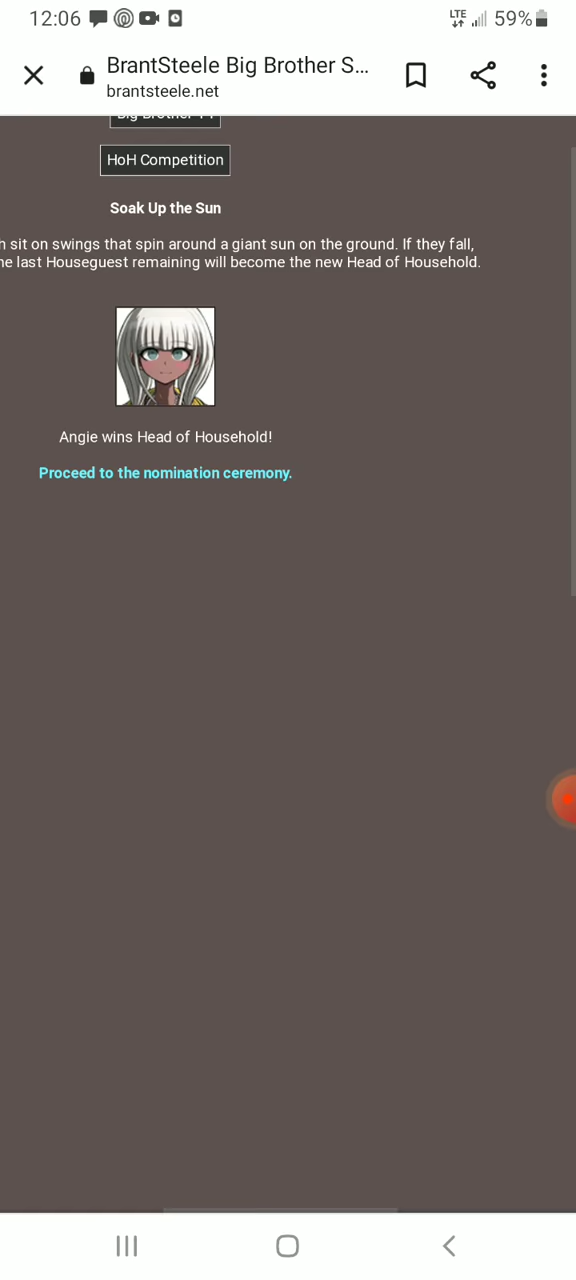 12:06
LTE
59%
BrantSteele Big Brother S...
brantsteele.net
HoH Competition
Soak Up the Sun
sit on swings that spin around a giant sun on the ground. If they fall,
last Houseguest remaining will become the new Head of Household.
Angie wins Head of Household!
Proceed to the nomination ceremony.